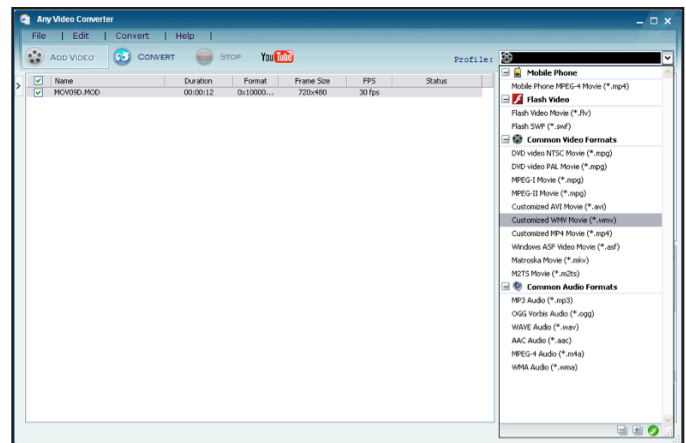 Any Video Converter
File | Edit | Convert | Help |
ADD VIDEO CONVERT STOP YouTube Profile:
Name Duration Format Frame Size FPS Status
MOV09D.MOD 00:00:12 0x10000... 720x480 30 fps
Mobile Phone
Mobile Phone MPEG-4 Movie (*.mp4)
Flash Video
Flash Video Movie (*.flv)
Flash SWF (*.swf)
Common Video Formats
DVD video NTSC Movie (*.mpg)
DVD video PAL Movie (*.mpg)
MPEG-I Movie (*.mpg)
MPEG-II Movie (*.mpg)
Customized AVI Movie (*.avi)
Customized WMV Movie (*.wmv)
Customized MP4 Movie (*.mp4)
Windows ASF Video Movie (*.asf)
Matroska Movie (*.mkv)
M2TS Movie (*.m2ts)
Common Audio Formats
MP3 Audio (*.mp3)
OGG Vorbis Audio (*.ogg)
WAVE Audio (*.wav)
AAC Audio (*.aac)
MPEG-4 Audio (*.m4a)
WMA Audio (*.wma)